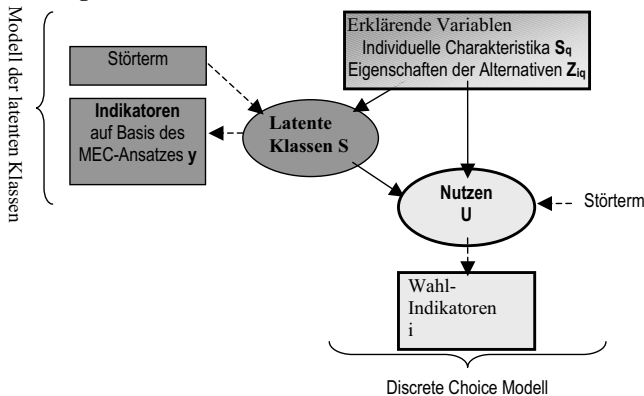 Modell der latenten Klassen
Störterm
Indikatoren
auf Basis des
MEC-Ansatzes y
Latente
Klassen S
Erklärende Variablen
Individuelle Charakteristika Sq
Eigenschaften der Alternativen Ziq
Nutzen
U
Störterm
Wahl-
Indikatoren
i
Discrete Choice Modell